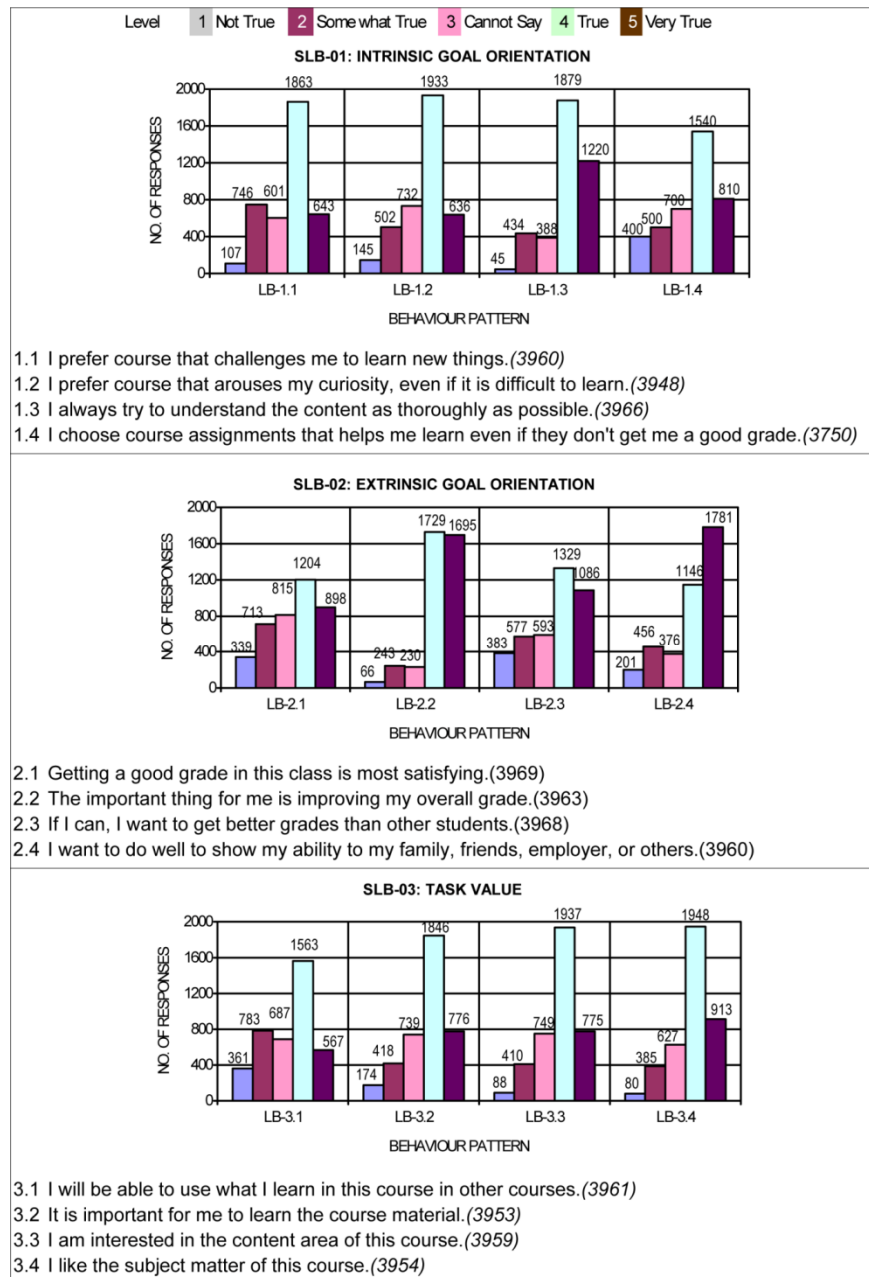 Level 1 Not True 2 Some what True 3 Cannot Say 4 True 5 Very True
SLB-01: INTRINSIC GOAL ORIENTATION
NO. OF RESPONSES
2000
1600
1200
800
400
0
107 746 601 1863 643
145 502 732 1933 636
45 434 388 1879 1220
400 500 700 1540 810
LB-1.1 LB-1.2 LB-1.3 LB-1.4
BEHAVIOUR PATTERN
1.1 I prefer course that challenges me to learn new things.(3960)
1.2 I prefer course that arouses my curiosity, even if it is difficult to learn.(3948)
1.3 I always try to understand the content as thoroughly as possible.(3966)
1.4 I choose course assignments that helps me learn even if they don't get me a good grade.(3750)
SLB-02: EXTRINSIC GOAL ORIENTATION
NO. OF RESPONSES
2000
1600
1200
800
400
0
339 713 815 1204 898
66 243 230 1729 1695
383 577 593 1329 1086
201 456 376 1146 1781
LB-2.1 LB-2.2 LB-2.3 LB-2.4
BEHAVIOUR PATTERN
2.1 Getting a good grade in this class is most satisfying.(3969)
2.2 The important thing for me is improving my overall grade.(3963)
2.3 If I can, I want to get better grades than other students.(3968)
2.4 I want to do well to show my ability to my family, friends, employer, or others.(3960)
SLB-03: TASK VALUE
NO. OF RESPONSES
2000
1600
1200
800
400
0
361 783 687 1563 567
174 418 739 1846 776
88 410 749 1937 775
80 385 627 1948 913
LB-3.1 LB-3.2 LB-3.3 LB-3.4
BEHAVIOUR PATTERN
3.1 I will be able to use what I learn in this course in other courses.(3961)
3.2 It is important for me to learn the course material.(3953)
3.3 I am interested in the content area of this course.(3959)
3.4 I like the subject matter of this course.(3954)